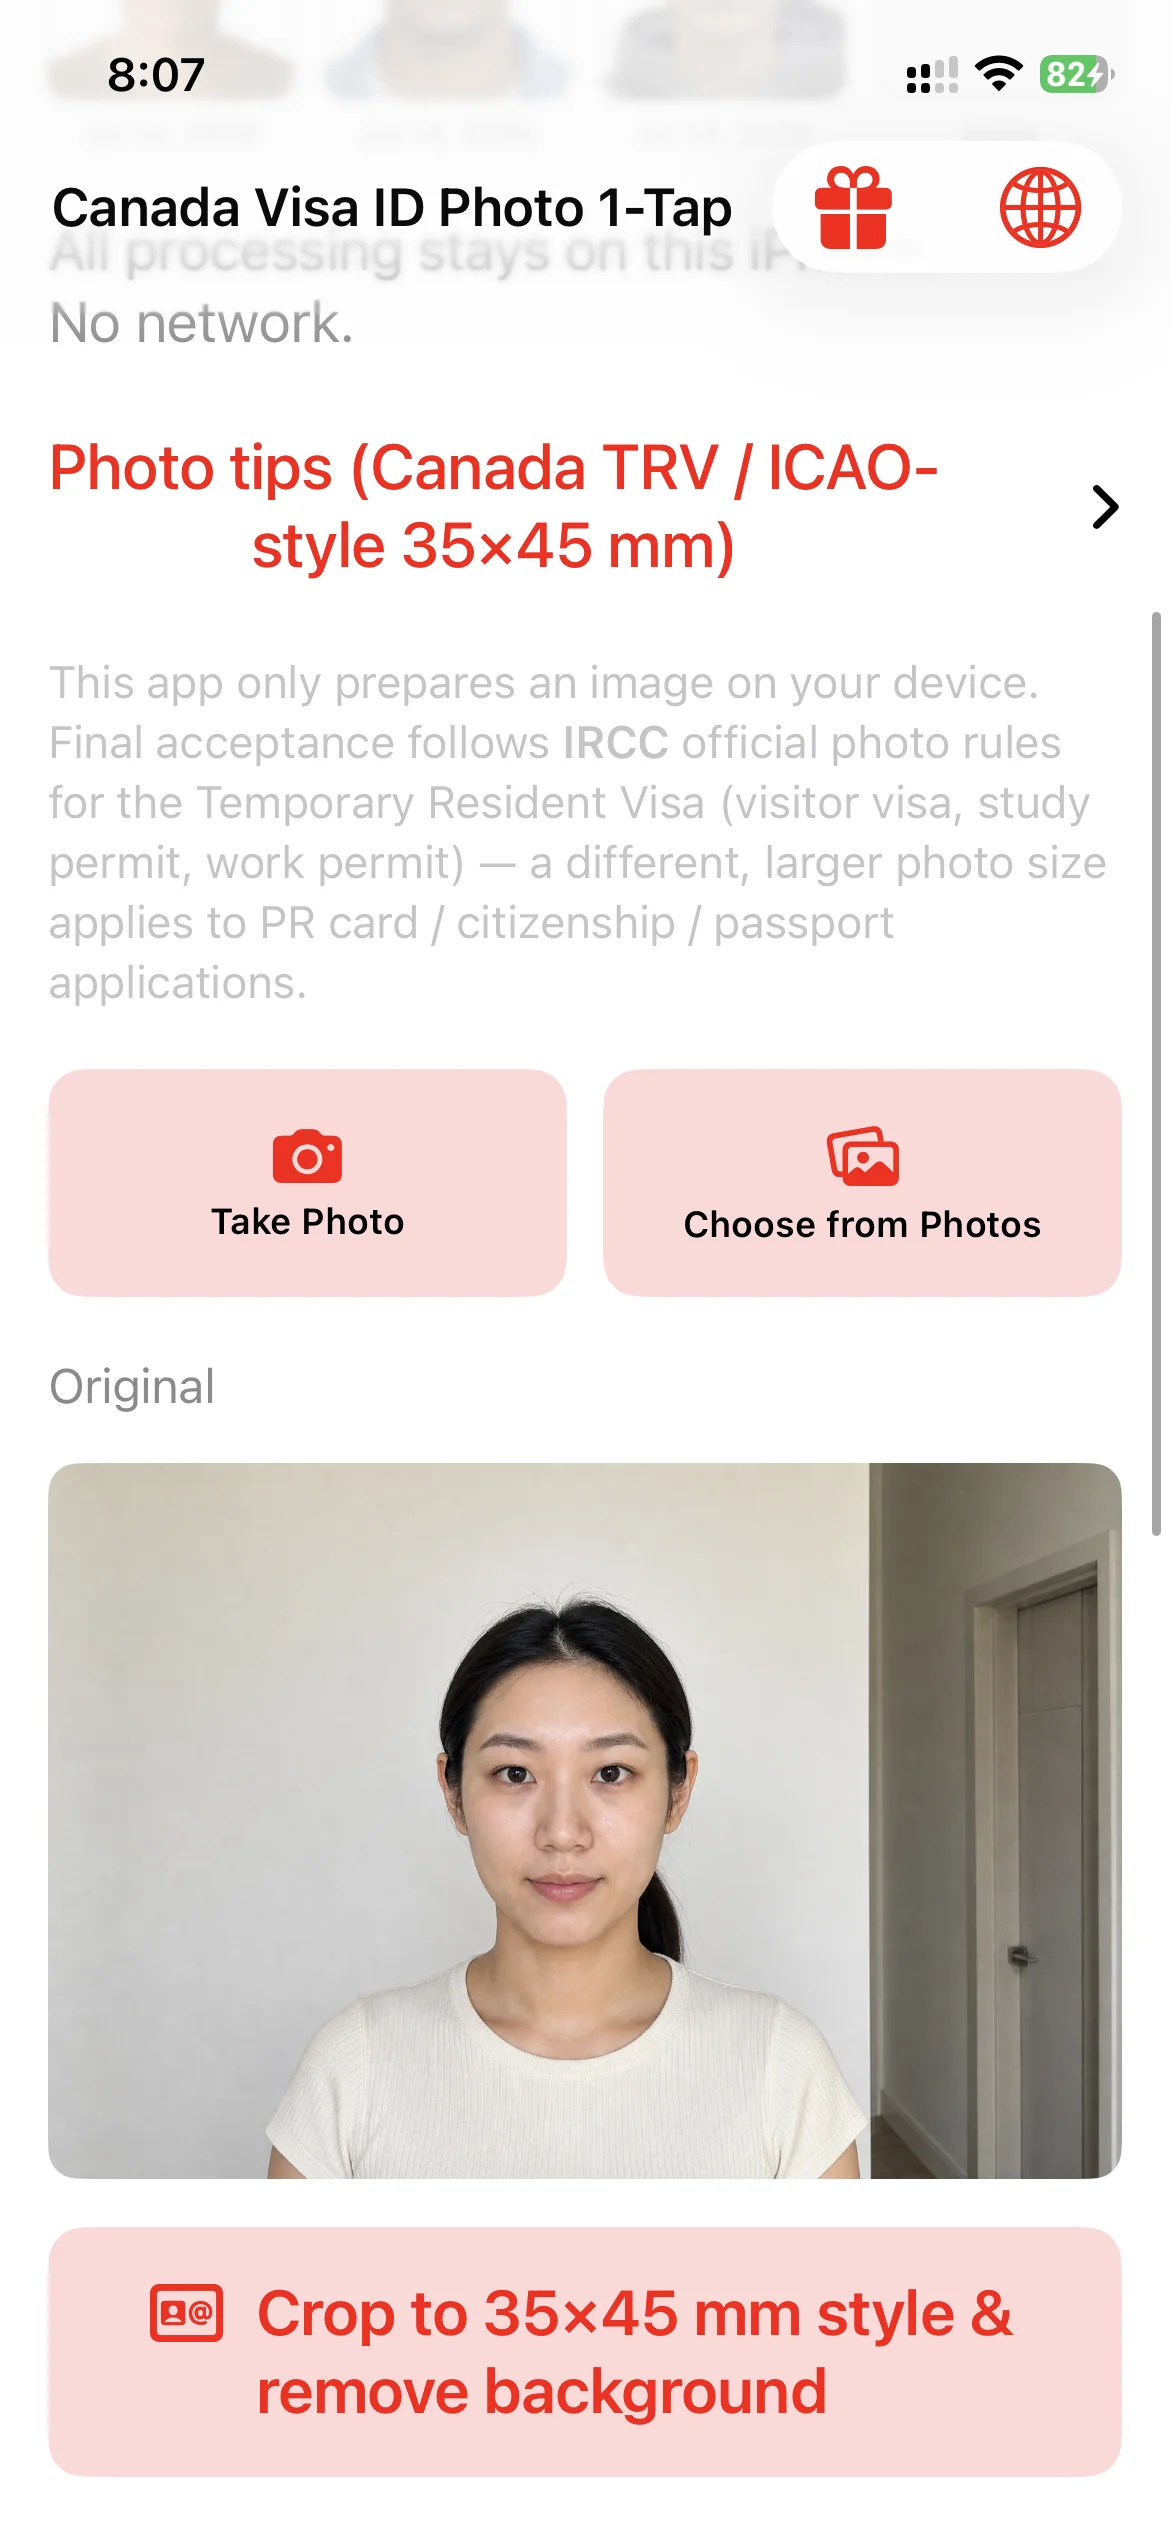 8:07
82
Canada Visa ID Photo 1-Tap
All processing stays on this
No network.
Photo tips (Canada TRV / ICAO-
style 35×45 mm)
This app only prepares an image on your device.
Final acceptance follows IRCC official photo rules
for the Temporary Resident Visa (visitor visa, study
permit, work permit) — a different, larger photo size
applies to PR card / citizenship / passport
applications.
Take Photo
Choose from Photos
Original
Crop to 35×45 mm style &
remove background